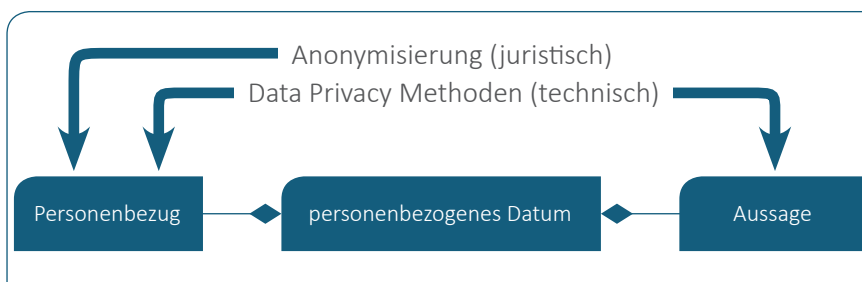 Anonymisierung (juristisch)
Data Privacy Methoden (technisch)
Personenbezug
personenbezogenes Datum
Aussage